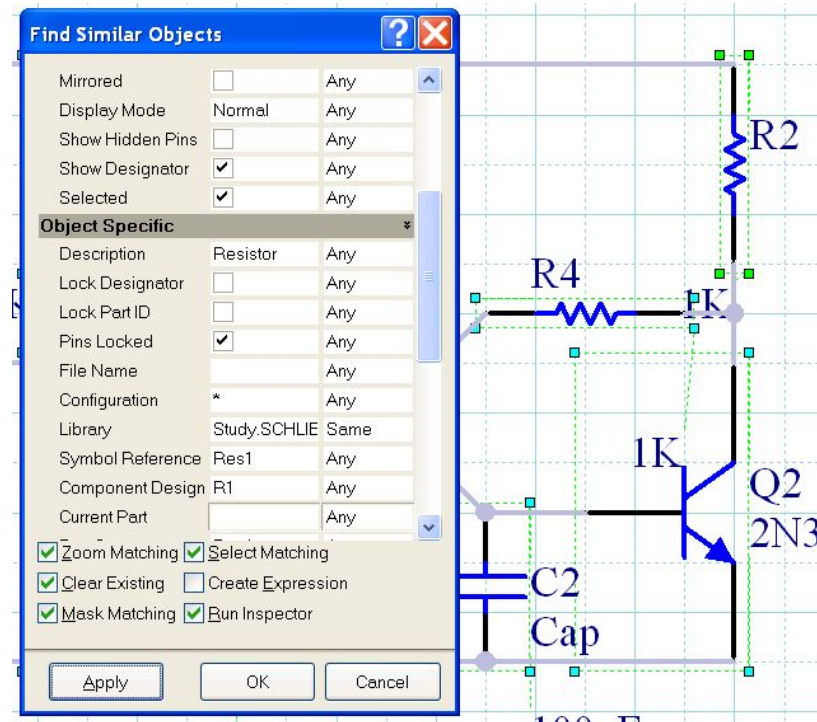 Find Similar Objects
Mirrored Any
Display Mode Normal Any
Show Hidden Pins Any
Show Designator Any
Selected Any
Object Specific
Description Resistor Any
Lock Designator Any
Lock Part ID Any
Pins Locked Any
File Name Any
Configuration * Any
Library Study.SCHLIE Same
Symbol Reference Res1 Any
Component Design R1 Any
Current Part Any
Zoom Matching Select Matching
Clear Existing Create Expression
Mask Matching Run Inspector
Apply OK Cancel
R2
R4
1K
1K
Q2
2N3
C2
Cap